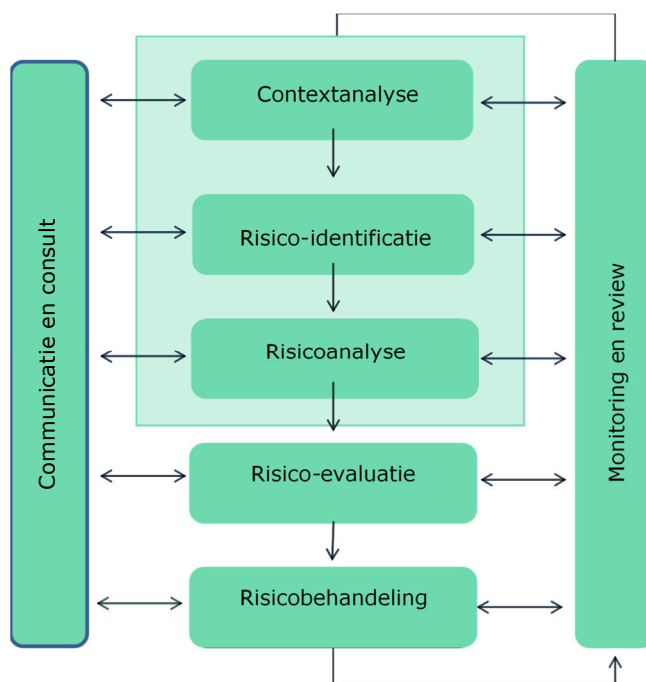 Communicatie en consult
Contextanalyse
Risico-identificatie
Risicoanalyse
Risico-evaluatie
Risicobehandeling
Monitoring en review